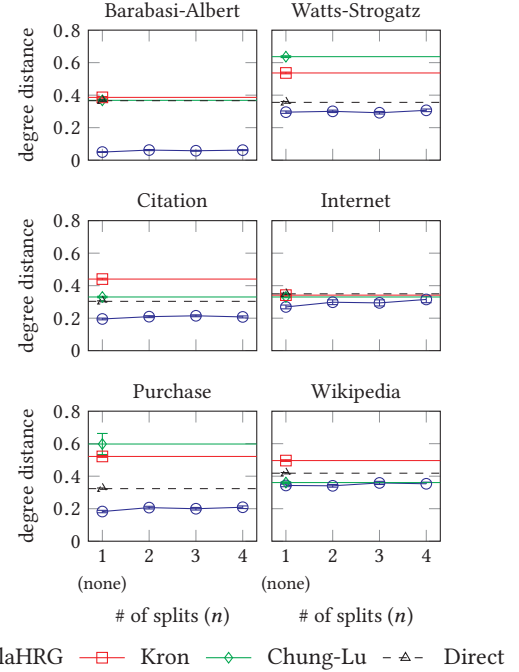 Barabasi-Albert Watts-Strogatz
0.8
0.6
0.4
0.2
0
degree distance
Citation Internet
0.8
0.6
0.4
0.2
0
degree distance
Purchase Wikipedia
0.8
0.6
0.4
0.2
0
degree distance
1 2 3 4 1 2 3 4
(none) (none)
# of splits (n) # of splits (n)
laHRG Kron Chung-Lu Direct